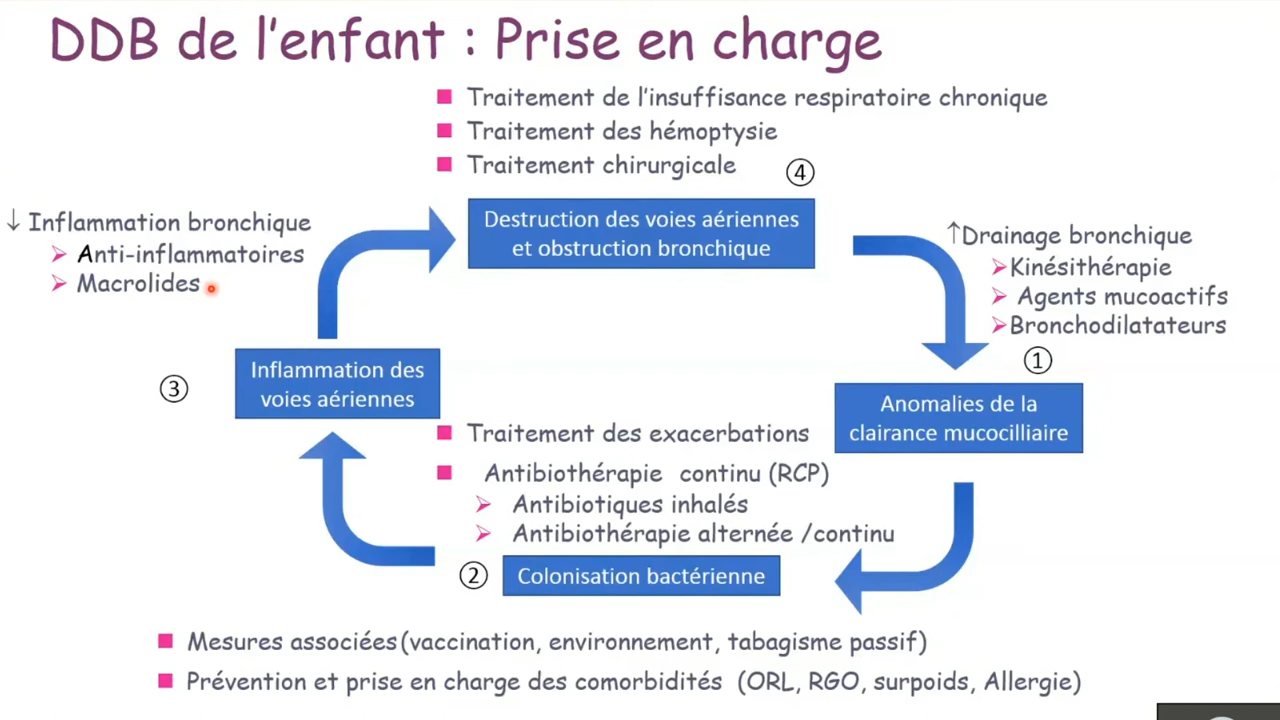 DDB de l'enfant : Prise en charge
Traitement de l'insuffisance respiratoire chronique
Traitement des hémoptysie
Traitement chirurgicale
④
Destruction des voies aériennes
et obstruction bronchique
↓ Inflammation bronchique
Anti-inflammatoires
Macrolides
↑Drainage bronchique
Kinésithérapie
Agents mucoactifs
Bronchodilatateurs
①
Anomalies de la
clairance mucocilliaire
③
Inflammation des
voies aériennes
Traitement des exacerbations
Antibiothérapie continu (RCP)
Antibiotiques inhalés
Antibiothérapie alternée /continu
②
Colonisation bactérienne
Mesures associées (vaccination, environnement, tabagisme passif)
Prévention et prise en charge des comorbidités (ORL, RGO, surpoids, Allergie)